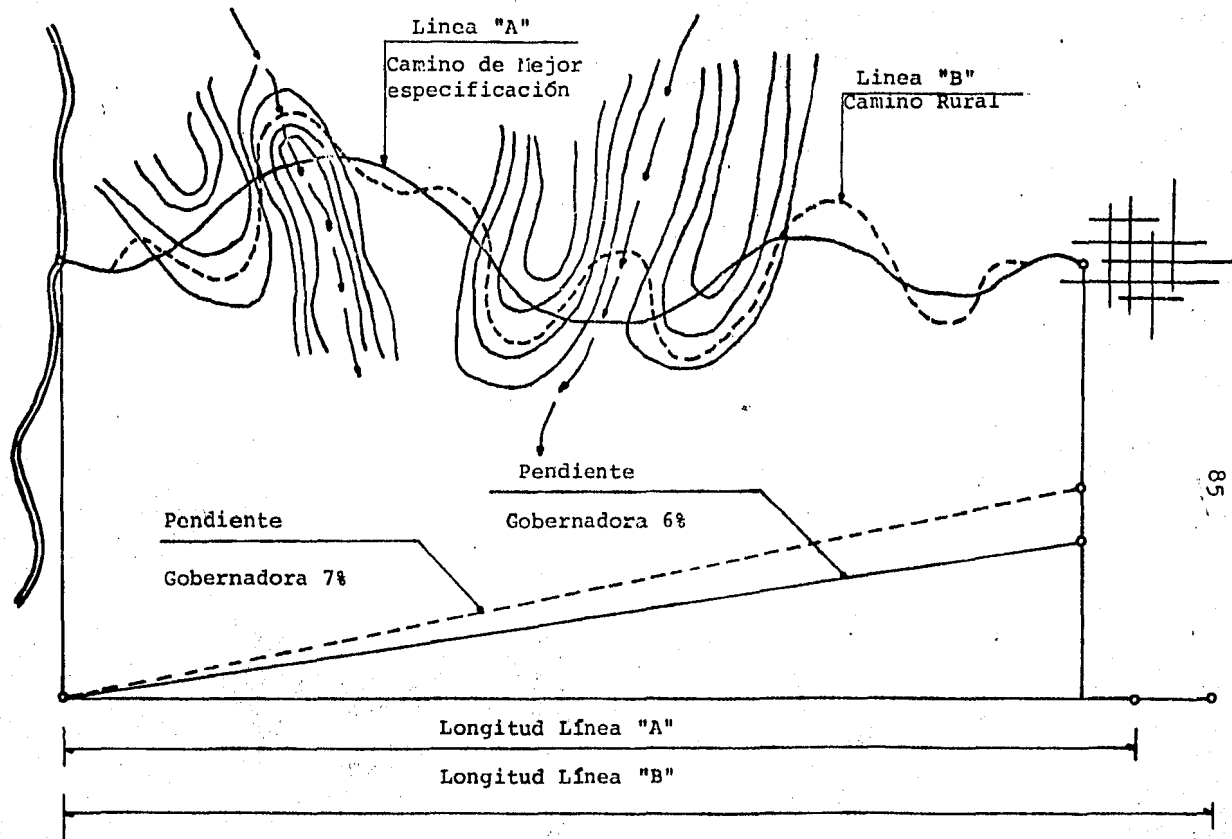 Linea "A"
Camino de Mejor
especificación
Linea "B"
Camino Rural
85
Pendiente
Gobernadora 6%
Pendiente
Gobernadora 7%
Longitud Línea "A"
Longitud Línea "B"